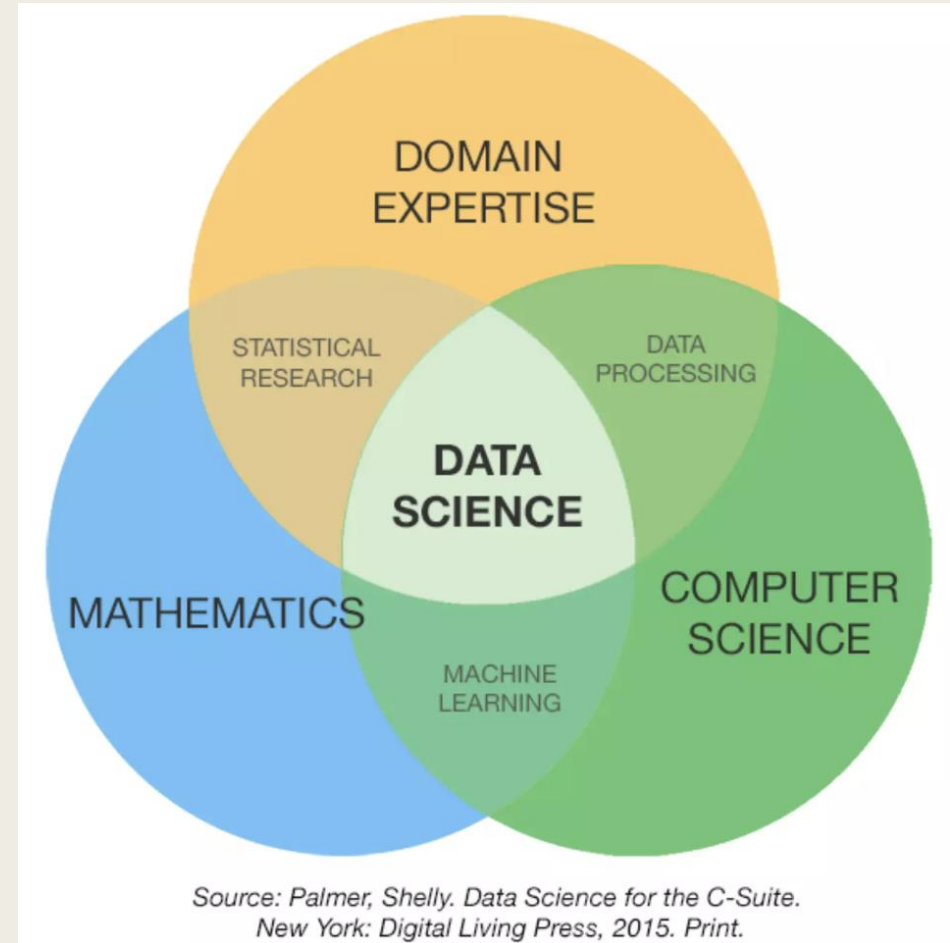 DOMAIN
EXPERTISE
STATISTICAL
RESEARCH
DATA
PROCESSING
DATA
SCIENCE
MATHEMATICS
COMPUTER
SCIENCE
MACHINE
LEARNING
Source: Palmer, Shelly. Data Science for the C-Suite.
New York: Digital Living Press, 2015. Print.